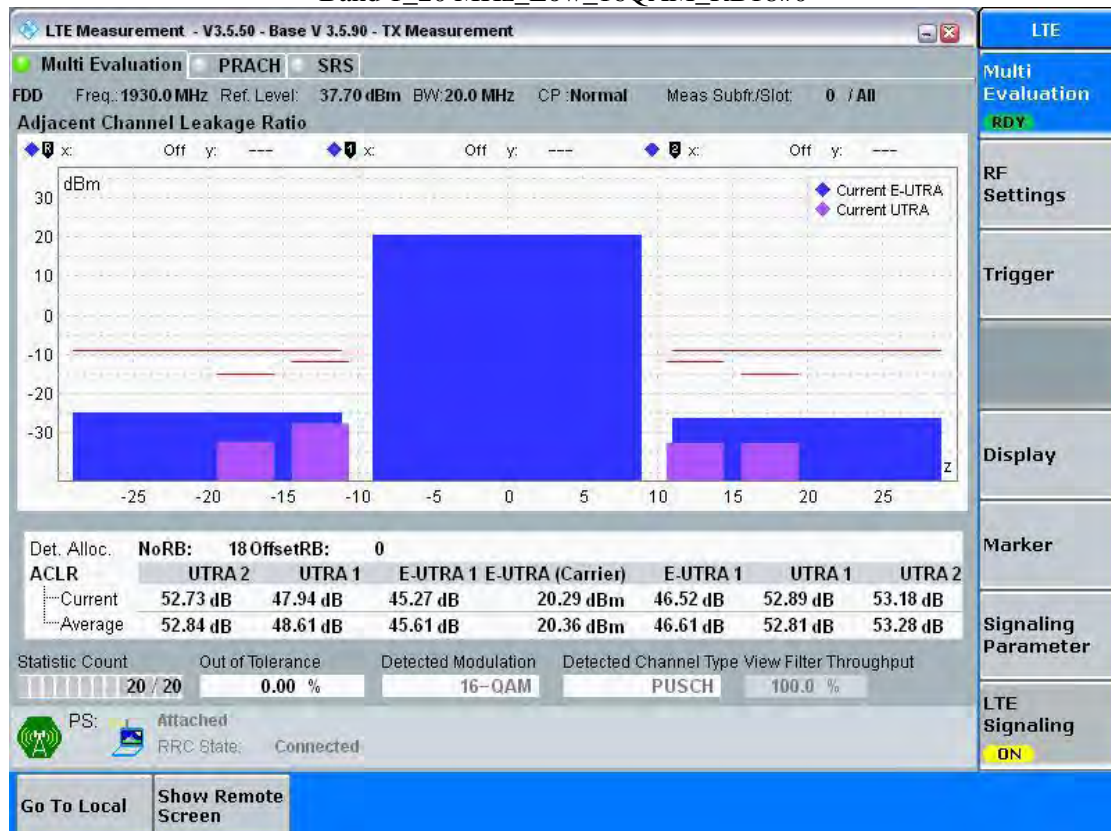 LTE Measurement - V3.5.50 - Base V 3.5.90 - TX Measurement
LTE
Multi Evaluation PRACH SRS
Multi Evaluation
RDY
FDD Freq.: 1930.0 MHz Ref. Level: 37.70 dBm BW: 20.0 MHz CP : Normal Meas Subfr./Slot: 0 / All
Adjacent Channel Leakage Ratio
R x: Off y: --- 1 x: Off y: --- 2 x: Off y: ---
dBm
Current E-UTRA
Current UTRA
30
20
10
0
-10
-20
-30
z
-25 -20 -15 -10 -5 0 5 10 15 20 25
RF Settings
Trigger
Display
Marker
Signaling Parameter
LTE Signaling
ON
Det. Alloc. NoRB: 18 OffsetRB: 0
ACLR UTRA 2 UTRA 1 E-UTRA 1 E-UTRA (Carrier) E-UTRA 1 UTRA 1 UTRA 2
Current 52.73 dB 47.94 dB 45.27 dB 20.29 dBm 46.52 dB 52.89 dB 53.18 dB
Average 52.84 dB 48.61 dB 45.61 dB 20.36 dBm 46.61 dB 52.81 dB 53.28 dB
Statistic Count Out of Tolerance Detected Modulation Detected Channel Type View Filter Throughput
20 / 20 0.00 % 16-QAM PUSCH 100.0 %
PS: Attached
RRC State: Connected
Go To Local
Show Remote Screen